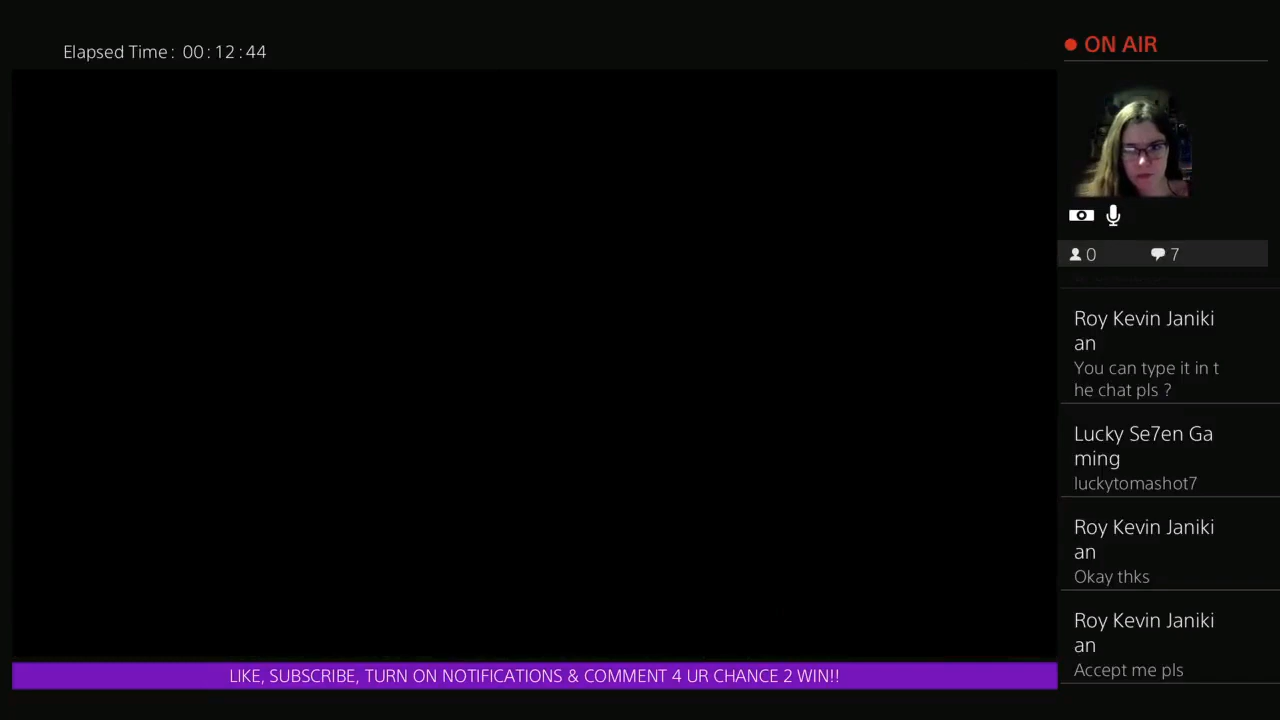 Elapsed Time: 00:12:44
ON AIR
0 7
Roy Kevin Janiki
an
You can type it in t
he chat pls ?
Lucky Se7en Ga
ming
luckytomashot7
Roy Kevin Janiki
an
Okay thks
Roy Kevin Janiki
an
Accept me pls
LIKE, SUBSCRIBE, TURN ON NOTIFICATIONS & COMMENT 4 UR CHANCE 2 WIN!!